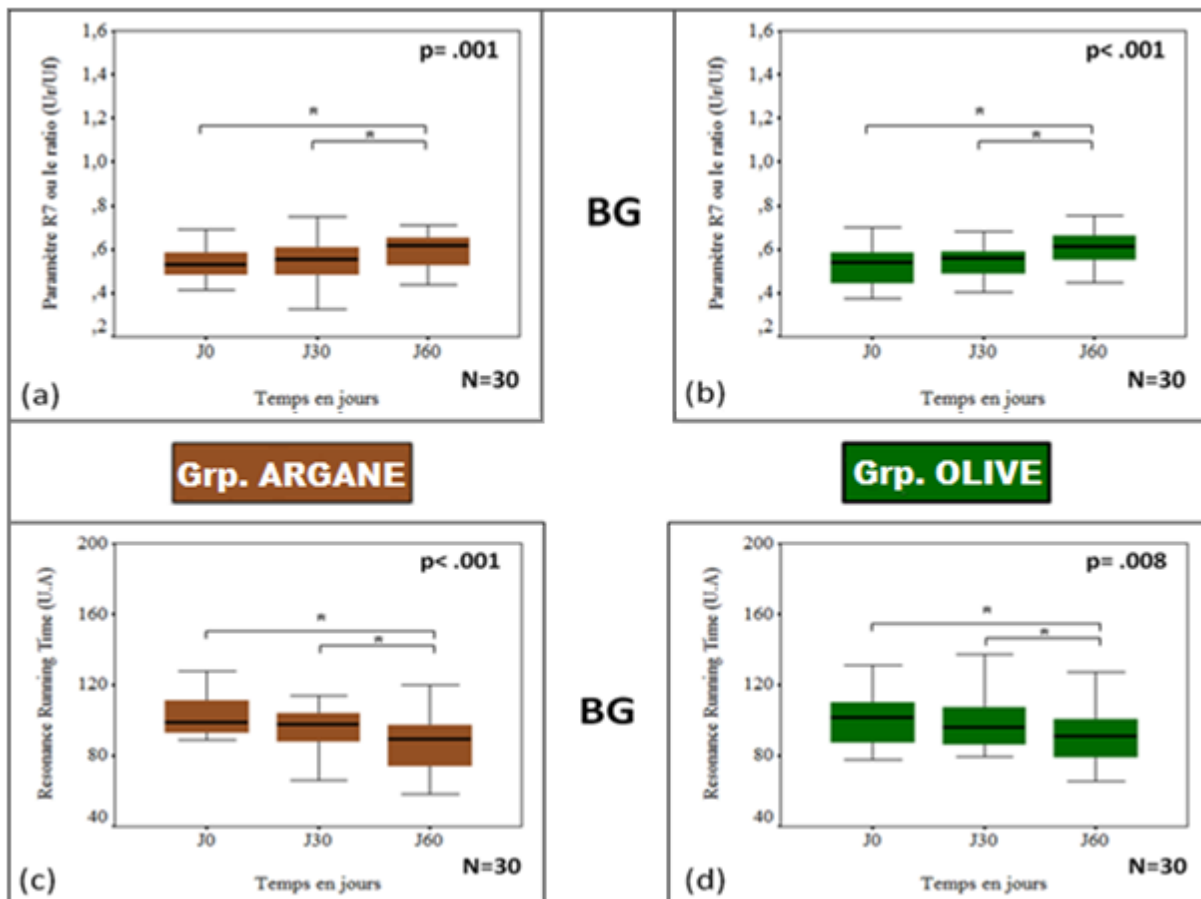 Paramètre R7 ou le ratio (Ur/Uf)
1,6
1,4
1,2
1,0
,8
,6
,4
,2
p= .001
*
*
J0 J30 J60
N=30
(a)
Temps en jours
BG
Paramètre R7 ou le ratio (Ur/Uf)
1,6
1,4
1,2
1,0
,8
,6
,4
,2
p< .001
*
*
J0 J30 J60
N=30
(b)
Temps en jours
Grp. ARGANE
Grp. OLIVE
Resonance Running Time (U.A)
200
160
120
80
40
p< .001
*
*
J0 J30 J60
N=30
(c)
Temps en jours
BG
Resonance Running Time (U.A)
200
160
120
80
40
p= .008
*
*
J0 J30 J60
N=30
(d)
Temps en jours